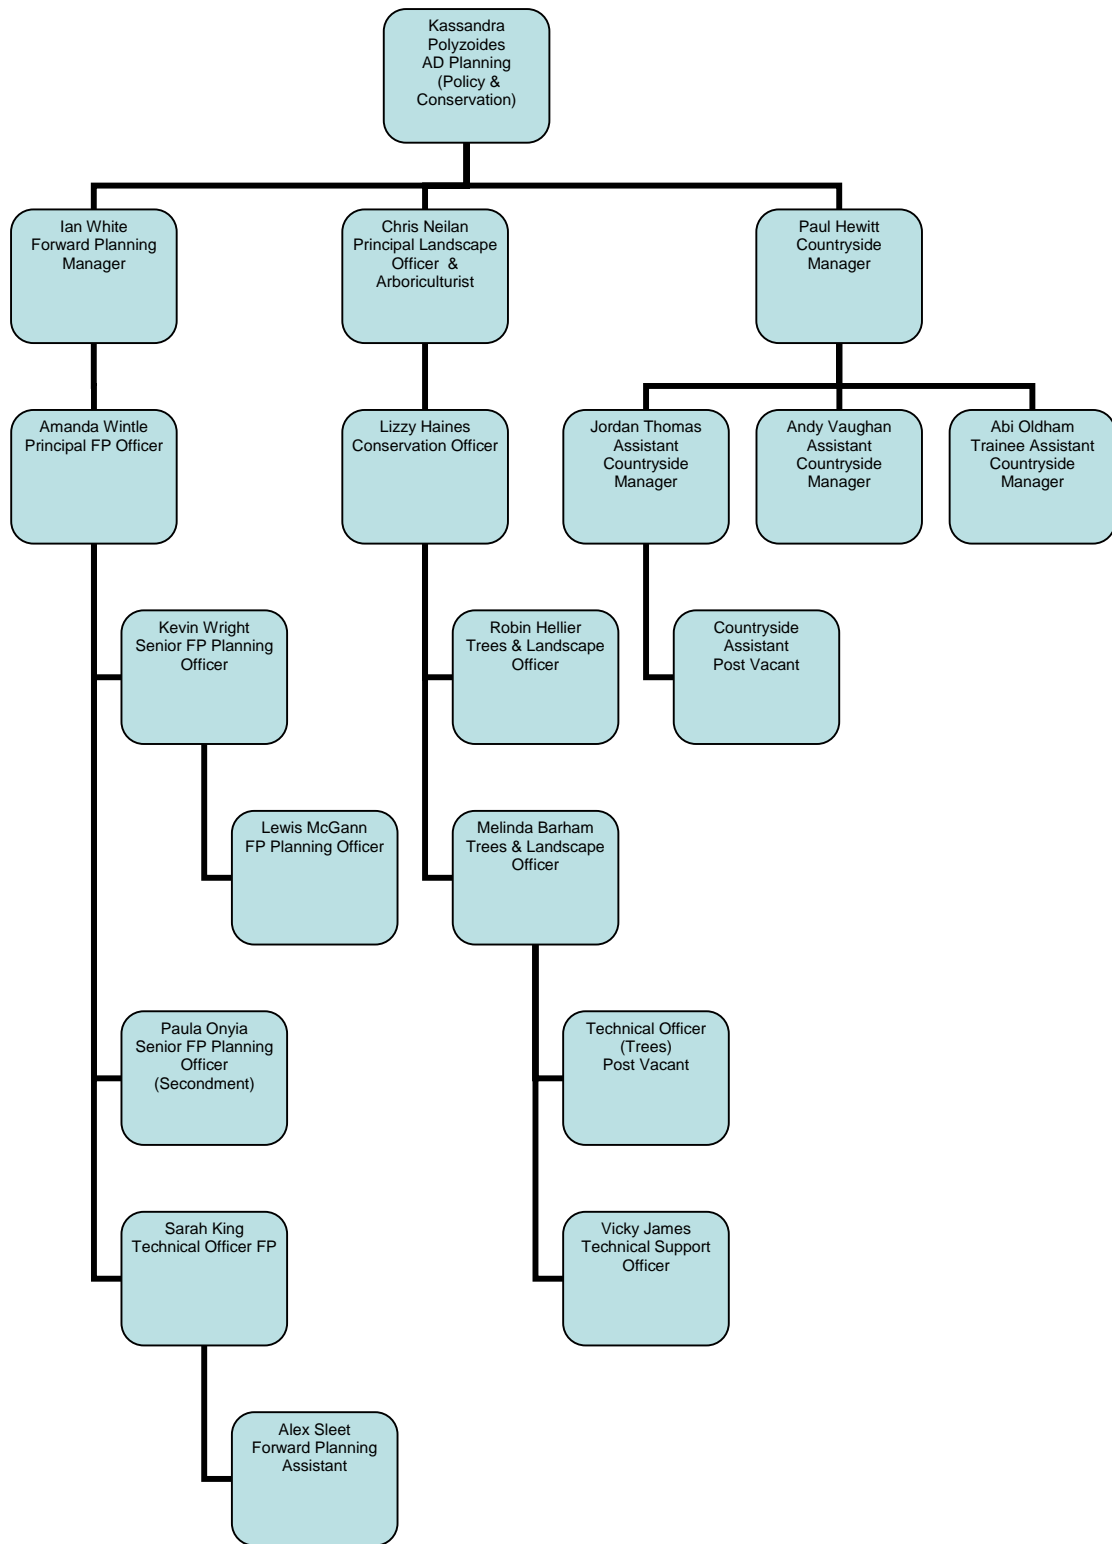 Kassandra
Polyzoides
AD Planning
(Policy &
Conservation)
Ian White
Forward Planning
Manager
Chris Neilan
Principal Landscape
Officer &
Arboriculturist
Paul Hewitt
Countryside
Manager
Amanda Wintle
Principal FP Officer
Lizzy Haines
Conservation Officer
Jordan Thomas
Assistant
Countryside
Manager
Andy Vaughan
Assistant
Countryside
Manager
Abi Oldham
Trainee Assistant
Countryside
Manager
Kevin Wright
Senior FP Planning
Officer
Robin Hellier
Trees & Landscape
Officer
Countryside
Assistant
Post Vacant
Lewis McGann
FP Planning Officer
Melinda Barham
Trees & Landscape
Officer
Paula Onyia
Senior FP Planning
Officer
(Secondment)
Technical Officer
(Trees)
Post Vacant
Sarah King
Technical Officer FP
Vicky James
Technical Support
Officer
Alex Sleet
Forward Planning
Assistant